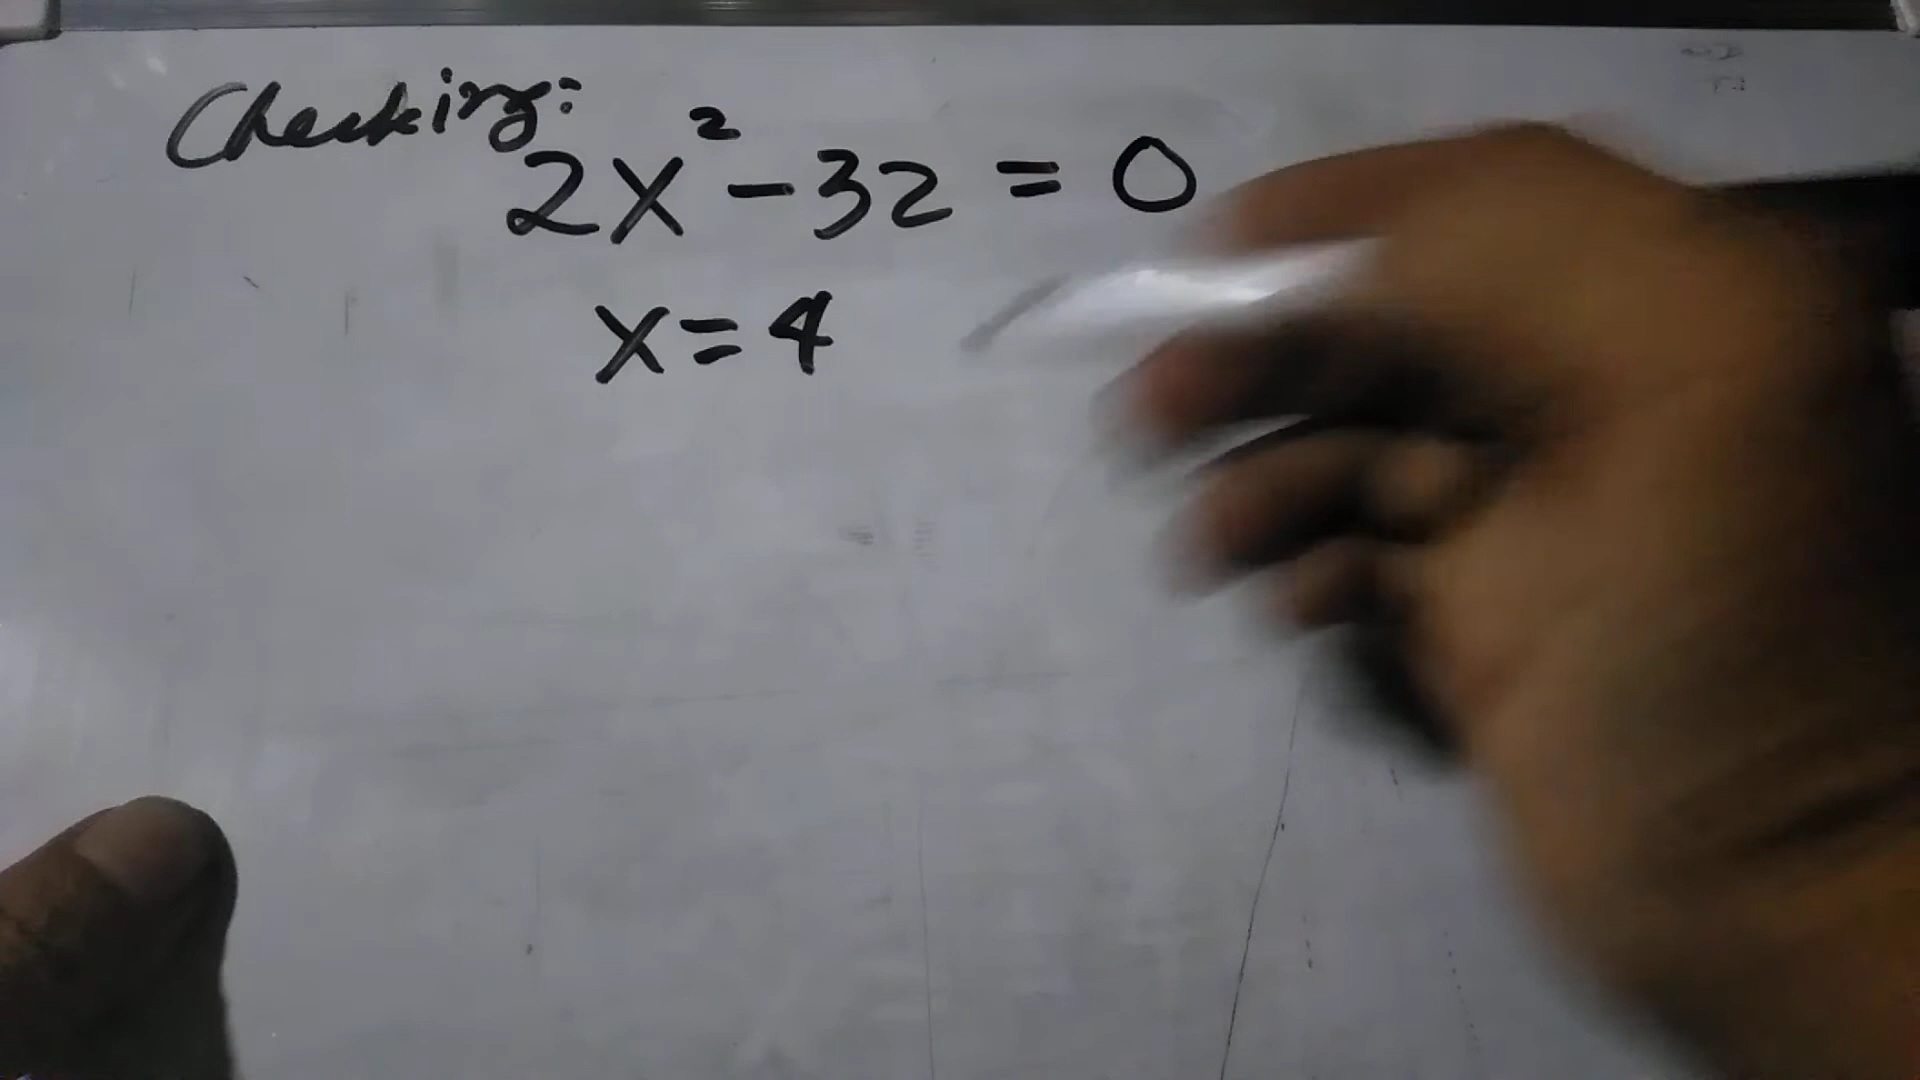 Checking:
2x² - 32 = 0
x = 4